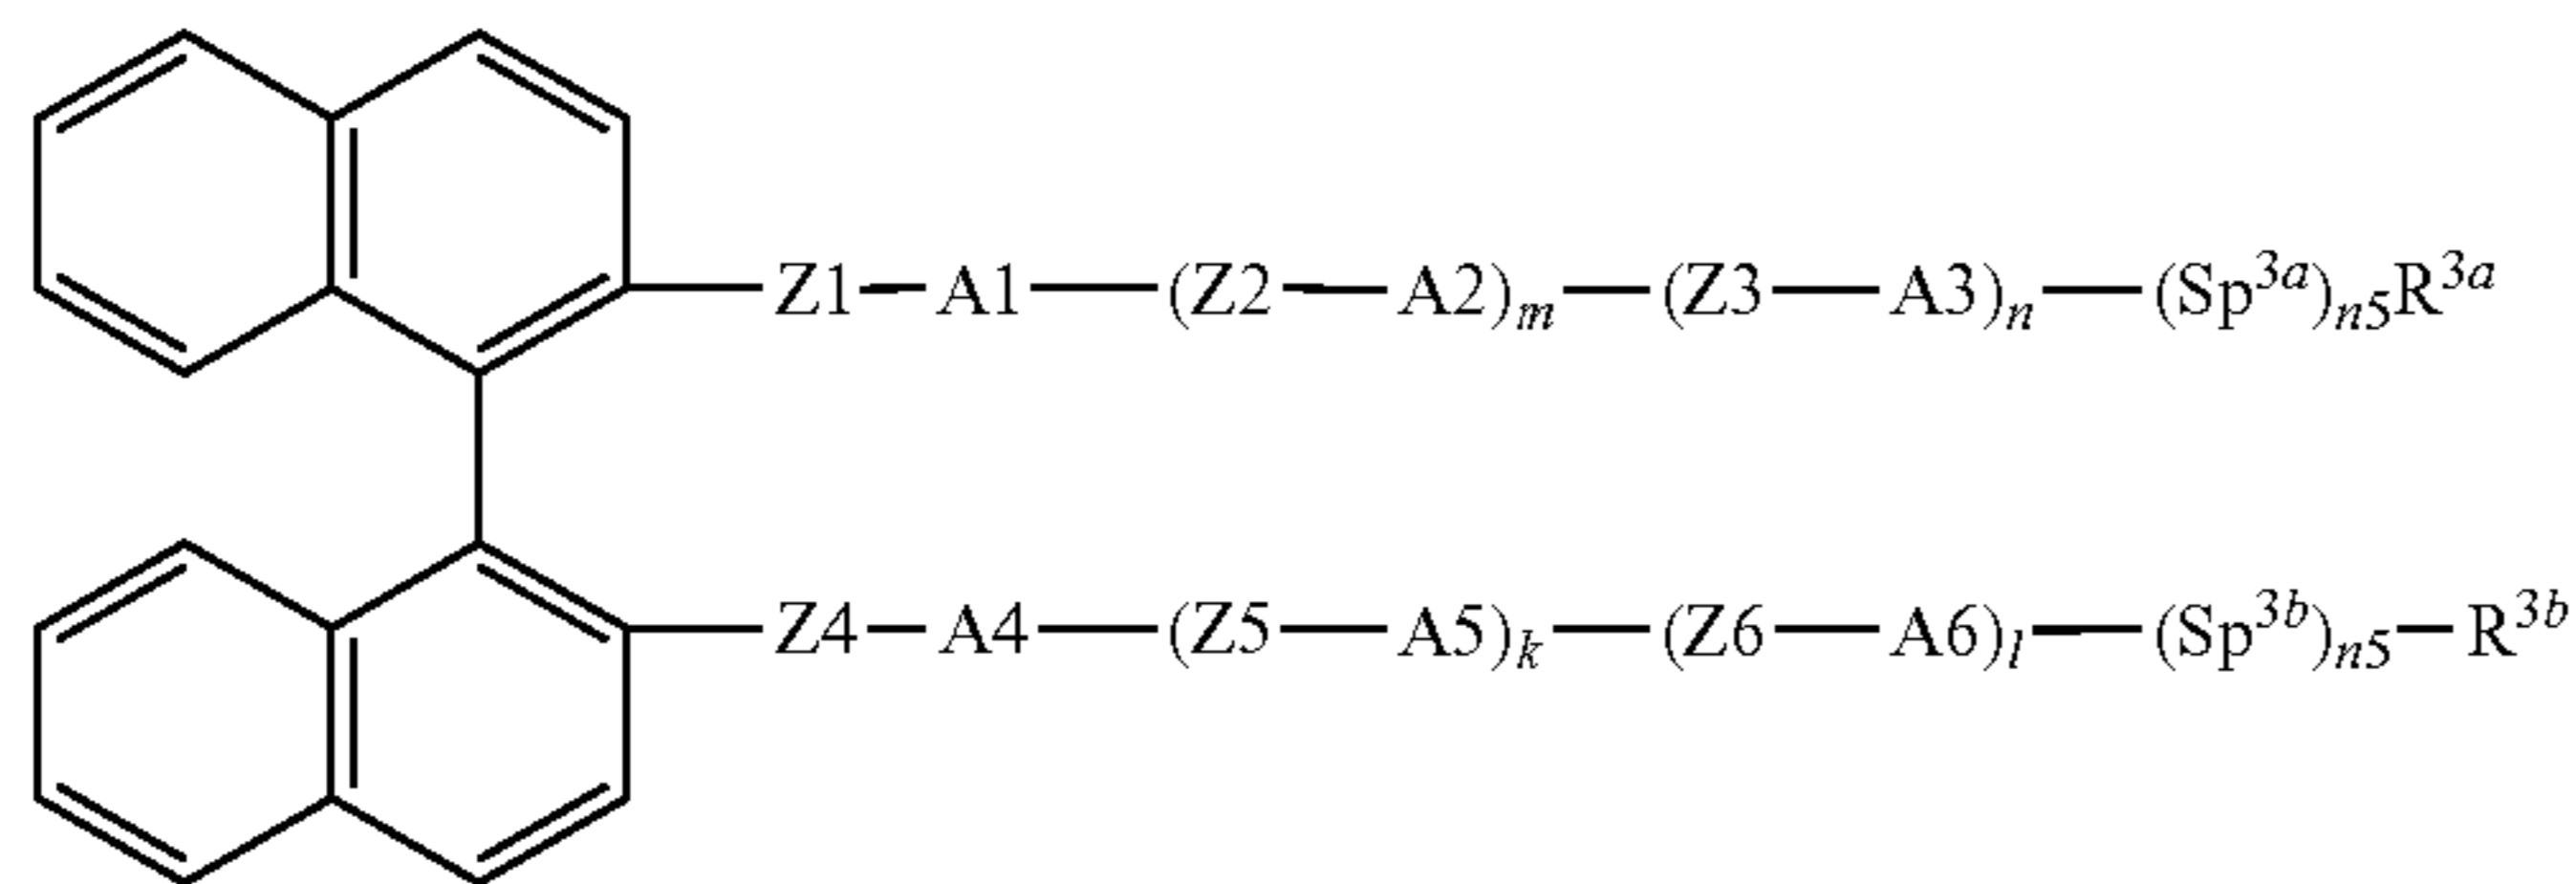 Z1—A1—(Z2—A2)m—(Z3—A3)n—(Sp3a)n5R3a
Z4—A4—(Z5—A5)k—(Z6—A6)l—(Sp3b)n5—R3b